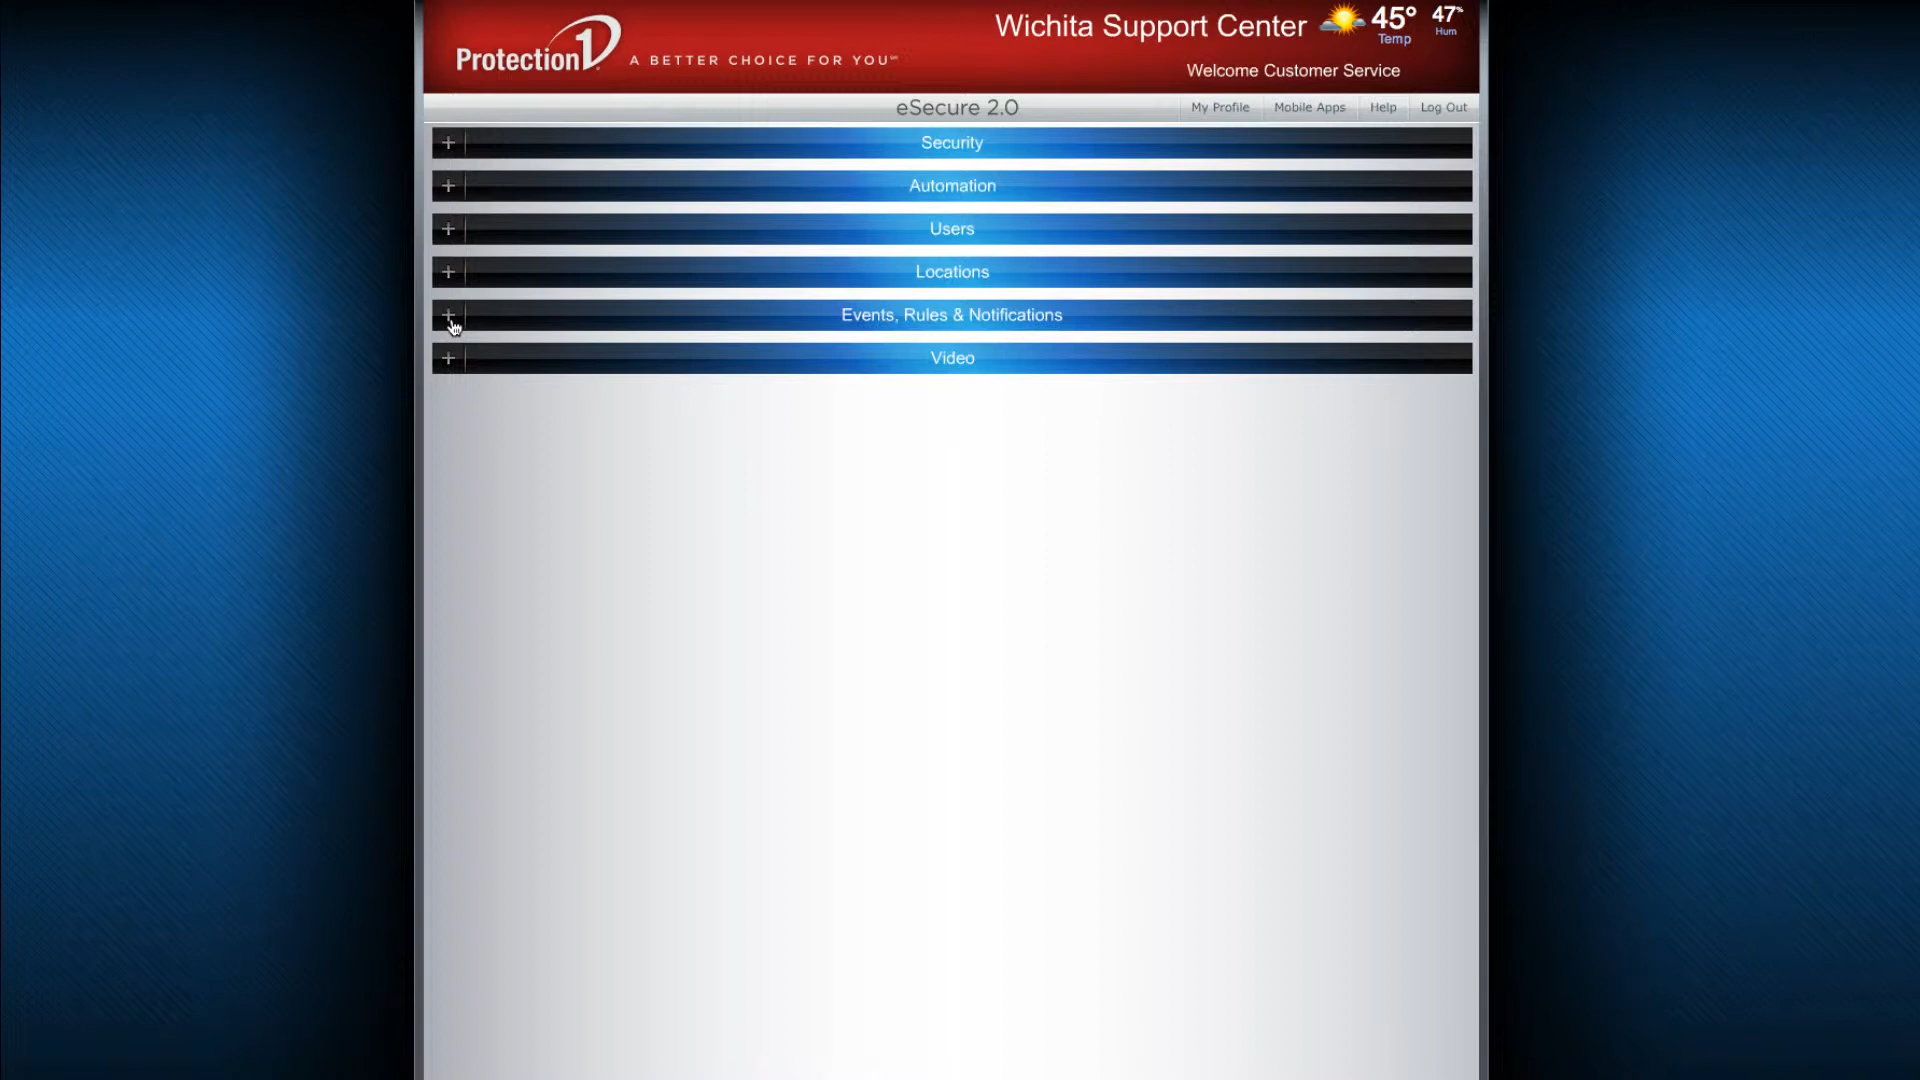 Protection1
A BETTER CHOICE FOR YOU℠
Wichita Support Center
45°
Temp
47%
Hum
Welcome Customer Service
eSecure 2.0
My Profile
Mobile Apps
Help
Log Out
Security
Automation
Users
Locations
Events, Rules & Notifications
Video